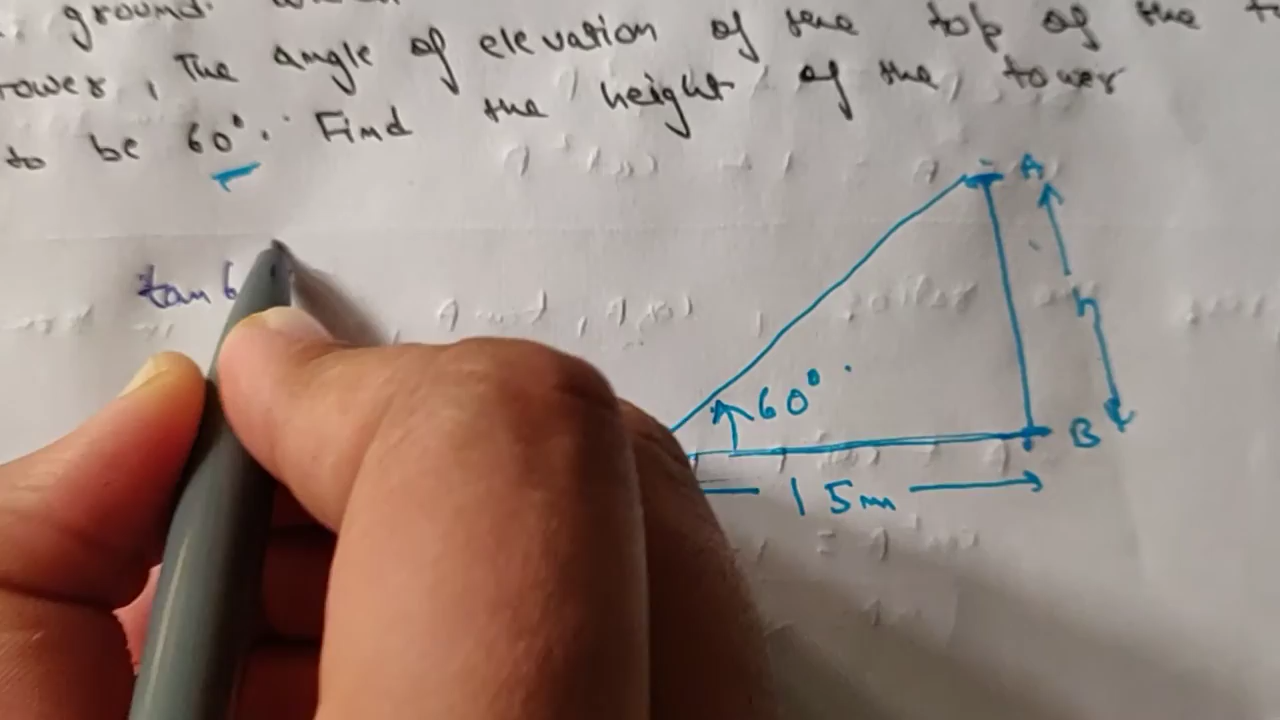 ground.
tower, The angle of elevation of the top of the
to be 60°. Find the height of the tower
tan 6
A
h
60°
B
15m